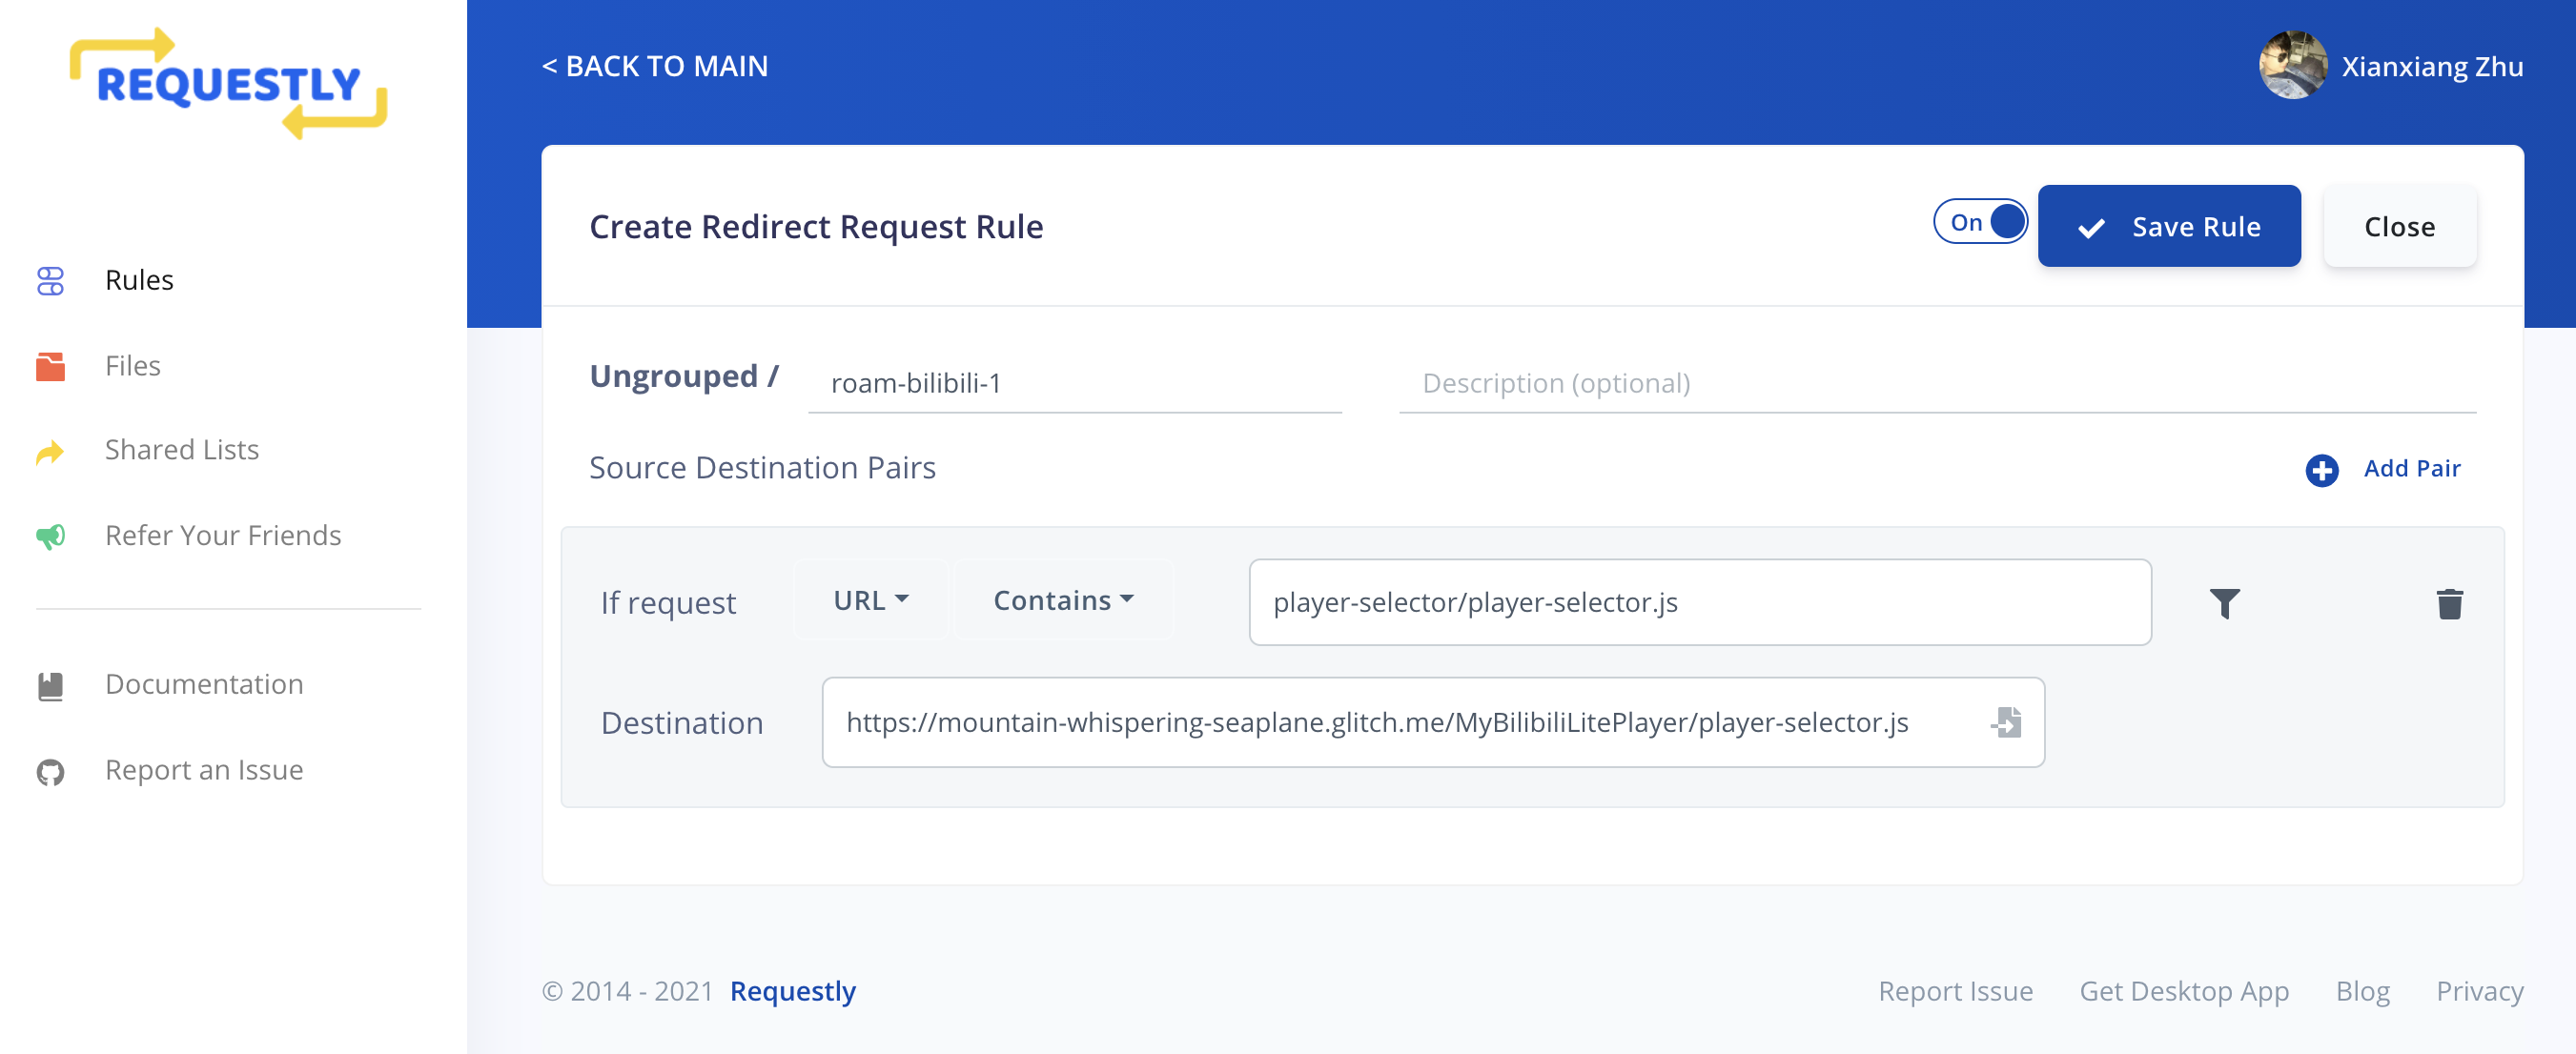 REQUESTLY
Rules
Files
Shared Lists
Refer Your Friends
Documentation
Report an Issue
< BACK TO MAIN
Xianxiang Zhu
Create Redirect Request Rule
On
Save Rule
Close
Ungrouped /
roam-bilibili-1
Description (optional)
Source Destination Pairs
Add Pair
If request
URL
Contains
player-selector/player-selector.js
Destination
https://mountain-whispering-seaplane.glitch.me/MyBilibiliLitePlayer/player-selector.js
© 2014 - 2021 Requestly
Report Issue
Get Desktop App
Blog
Privacy